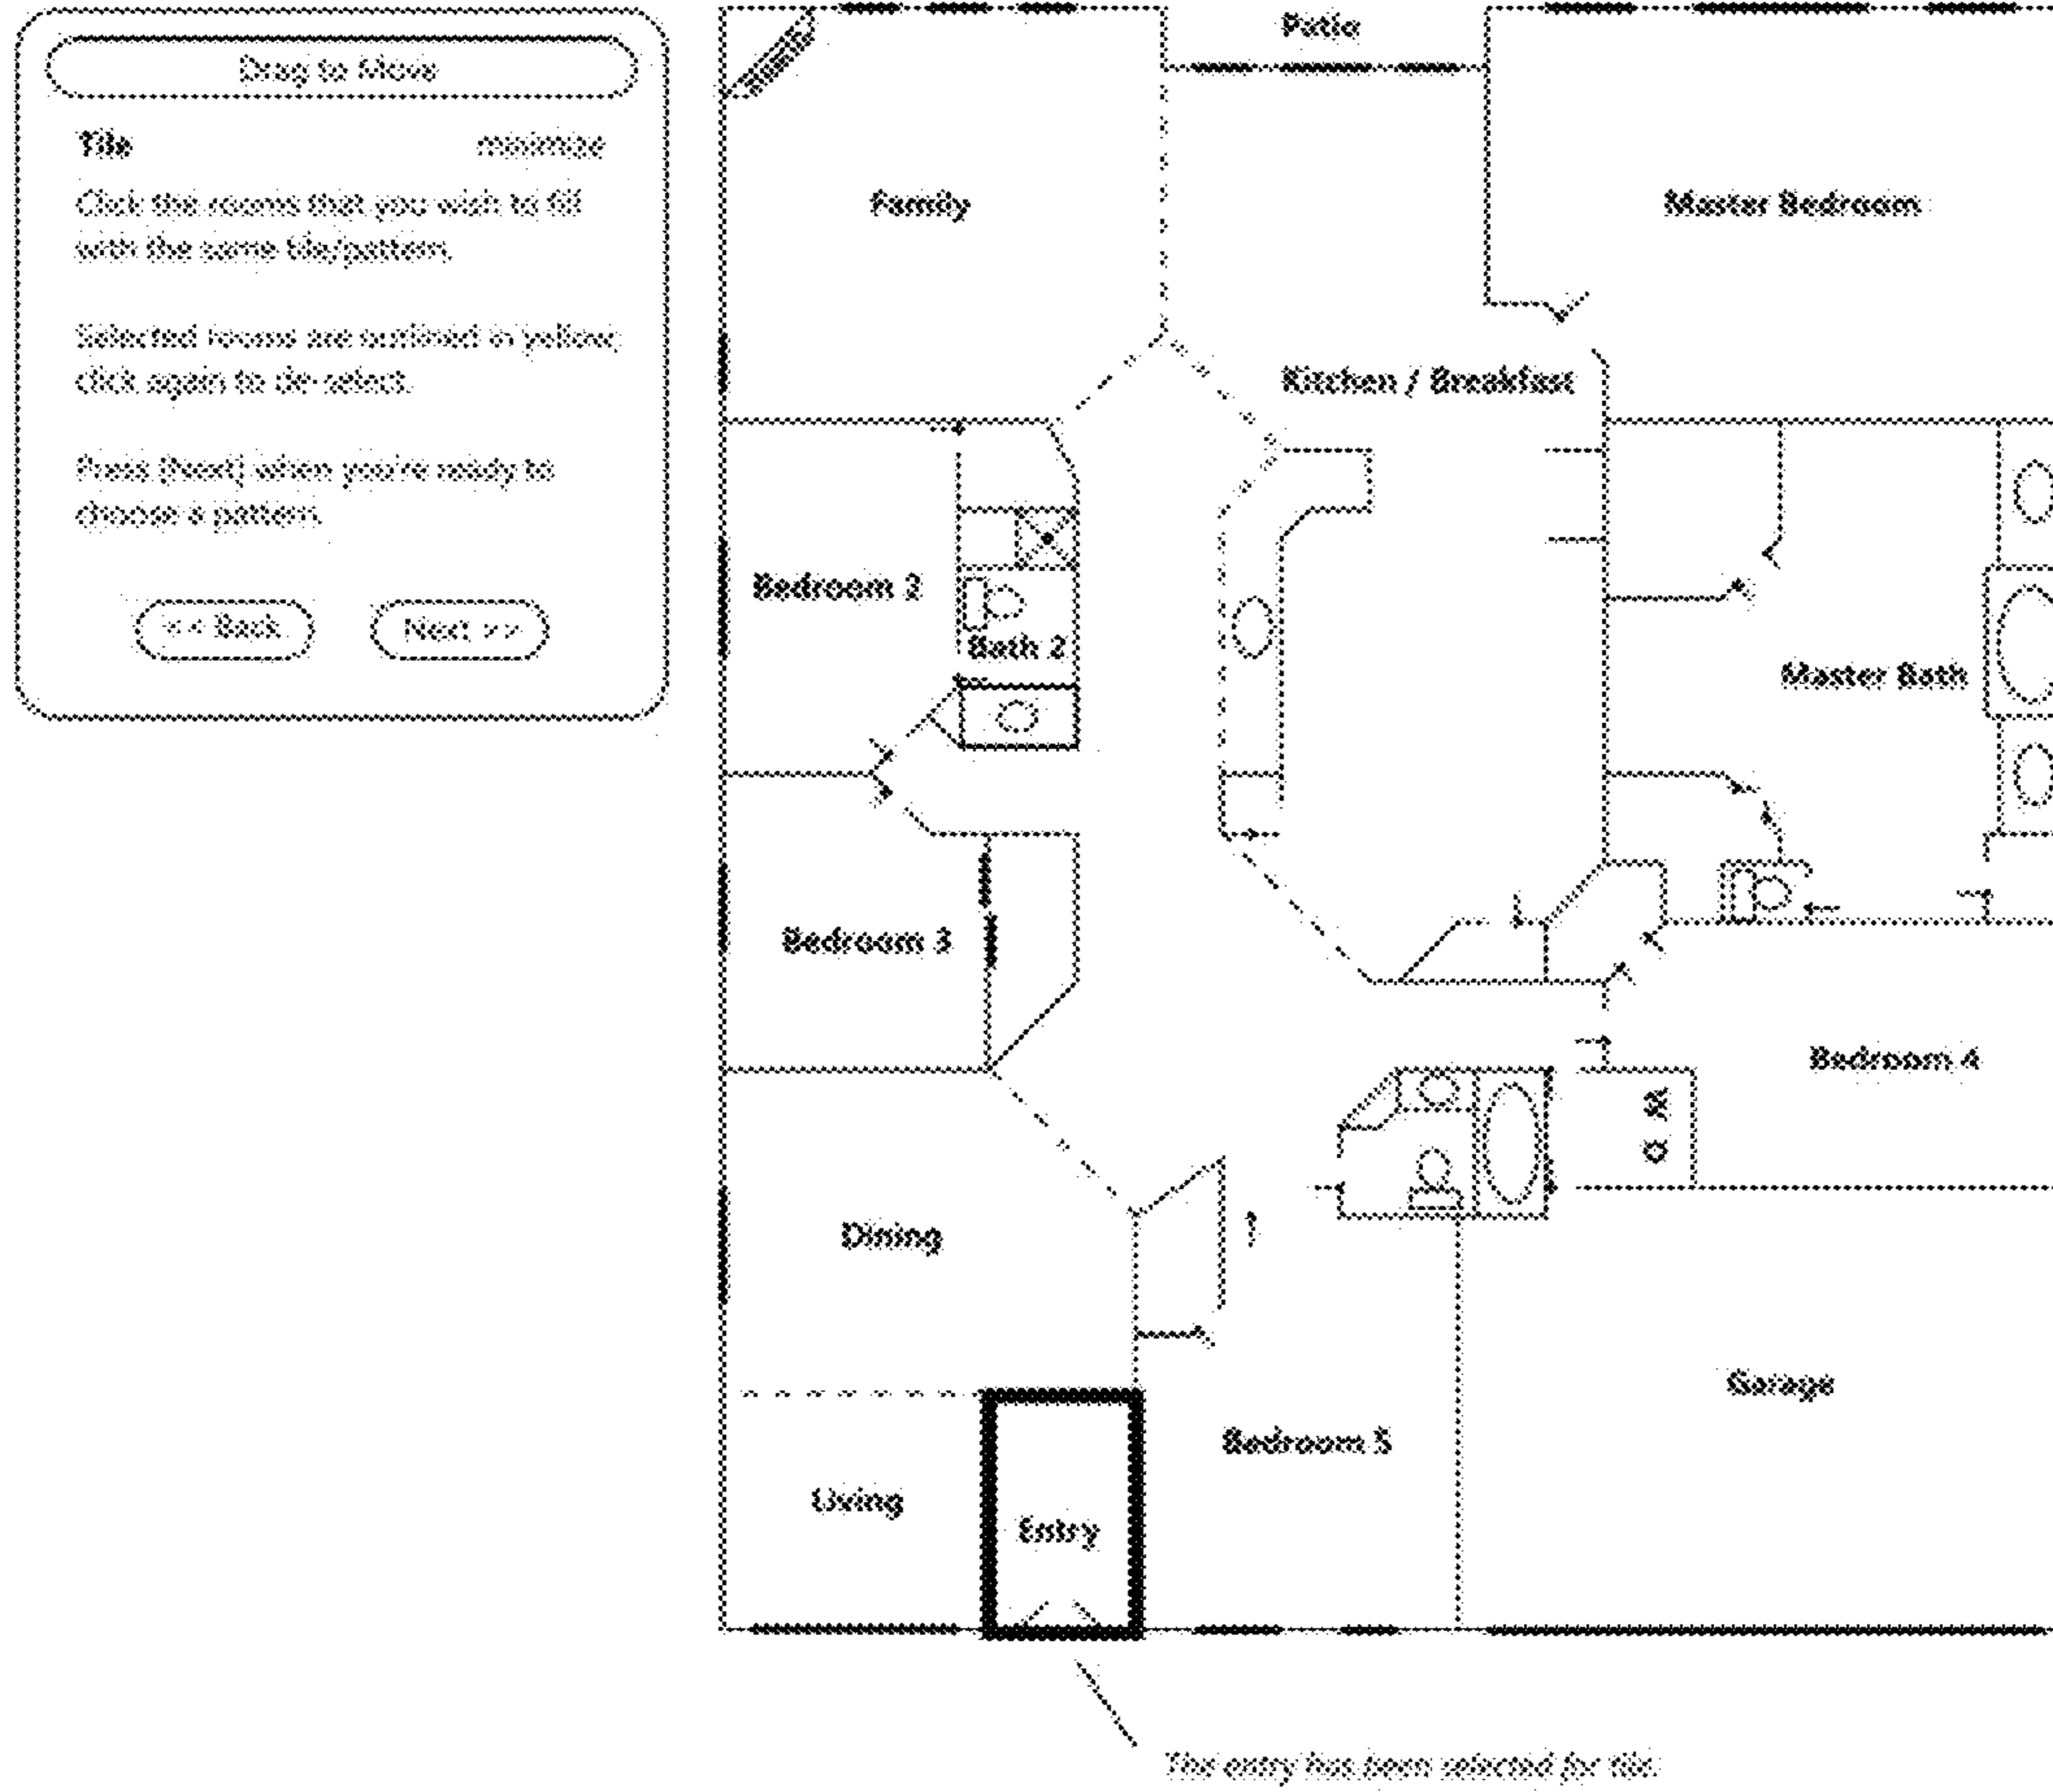 Drag to Move
Tile
minimize
Click the rooms that you wish to fill
with the same tile/pattern.
Selected rooms are outlined in yellow;
click again to de-select.
Press [Next] when you're ready to
choose a pattern.
<< Back
Next >>
Patio
Family
Master Bedroom
Kitchen / Breakfast
Bedroom 2
Bath 2
Master Bath
Bedroom 3
Bedroom 4
Dining
Garage
Bedroom 5
Living
Entry
The entry has been selected for tile.